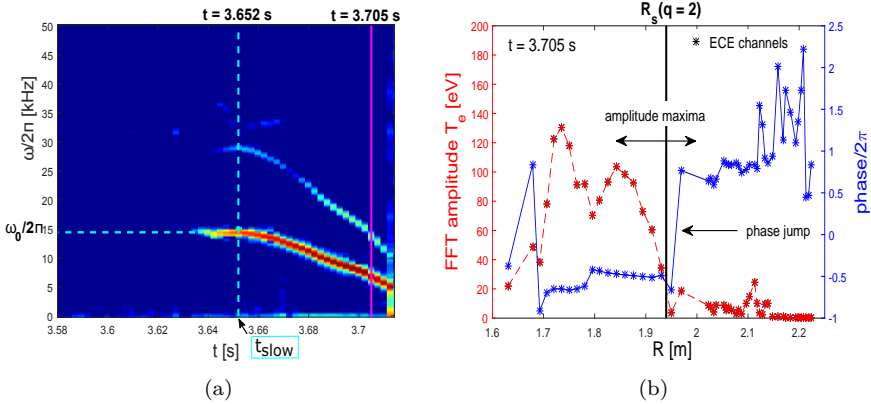 t = 3.652 s
t = 3.705 s
50
45
40
35
30
25
20
15
10
5
0
ω/2π [kHz]
ω0/2π
3.58
3.6
3.62
3.64
3.66
3.68
3.7
t [s]
tslow
(a)
Rs(q = 2)
t = 3.705 s
ECE channels
amplitude maxima
phase jump
200
180
160
140
120
100
80
60
40
20
0
FFT amplitude Te [eV]
2.5
2
1.5
1
0.5
0
-0.5
-1
phase/2π
1.6
1.7
1.8
1.9
2
2.1
2.2
R [m]
(b)